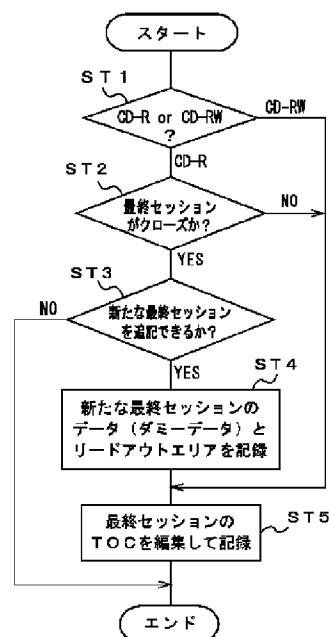 スタート
ST1
CD-R or CD-RW
?
CD-RW
CD-R
ST2
最終セッション
がクローズか?
NO
YES
ST3
NO
新たな最終セッション
を追記できるか?
YES
ST4
新たな最終セッションの
データ(ダミーデータ)と
リードアウトエリアを記録
最終セッションの
TOCを編集して記録
ST5
エンド